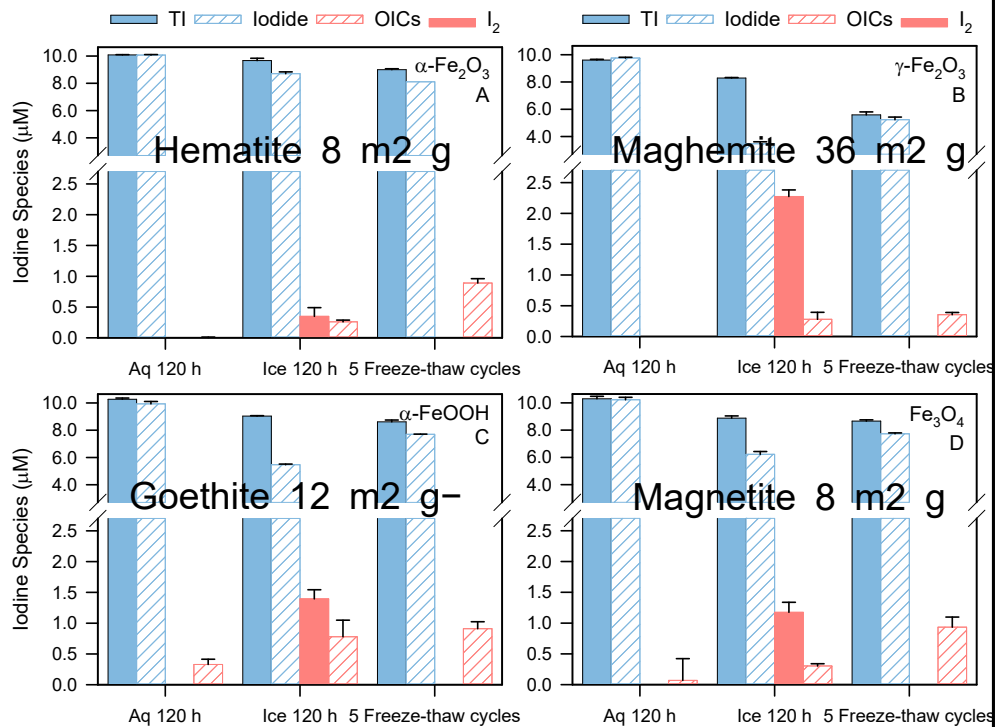 TI Iodide OICs I2 TI Iodide OICs I2
Iodine Species (μM)
10.0
8.0
6.0
4.0
2.5
2.0
1.5
1.0
0.5
0.0
α-Fe2O3
A
Hematite 8 m2 g
Aq 120 h Ice 120 h 5 Freeze-thaw cycles
10.0
8.0
6.0
4.0
2.5
2.0
1.5
1.0
0.5
0.0
γ-Fe2O3
B
Maghemite 36 m2 g
Aq 120 h Ice 120 h 5 Freeze-thaw cycles
Iodine Species (μM)
10.0
8.0
6.0
4.0
2.5
2.0
1.5
1.0
0.5
0.0
α-FeOOH
C
Goethite 12 m2 g−
Aq 120 h Ice 120 h 5 Freeze-thaw cycles
10.0
8.0
6.0
4.0
2.5
2.0
1.5
1.0
0.5
0.0
Fe3O4
D
Magnetite 8 m2 g
Aq 120 h Ice 120 h 5 Freeze-thaw cycles